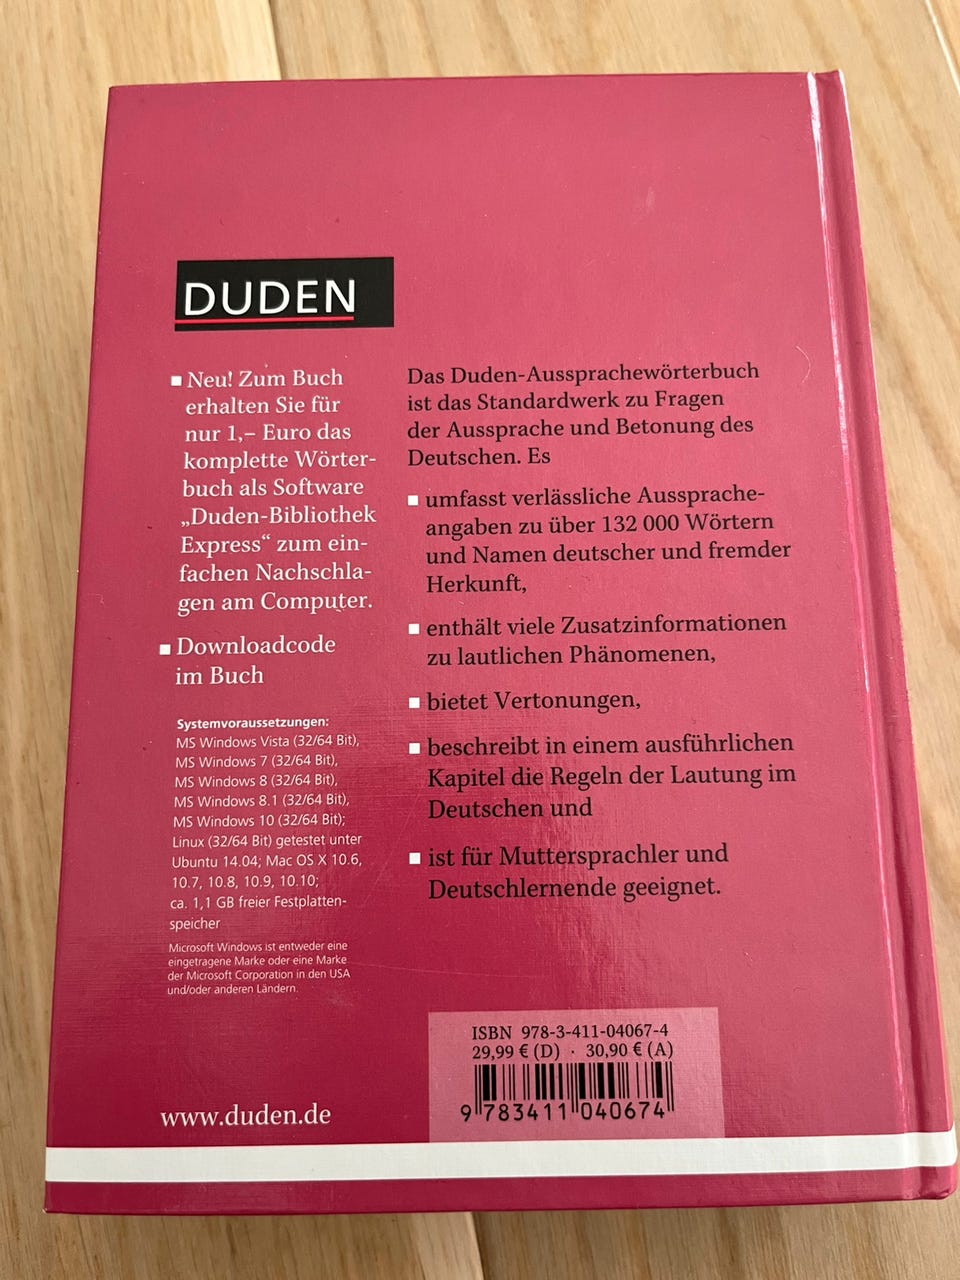 DUDEN
Neu! Zum Buch
erhalten Sie für
nur 1,– Euro das
komplette Wörter-
buch als Software
„Duden-Bibliothek
Express“ zum ein-
fachen Nachschla-
gen am Computer.
Downloadcode
im Buch
Systemvoraussetzungen:
MS Windows Vista (32/64 Bit),
MS Windows 7 (32/64 Bit),
MS Windows 8 (32/64 Bit),
MS Windows 8.1 (32/64 Bit),
MS Windows 10 (32/64 Bit);
Linux (32/64 Bit) getestet unter
Ubuntu 14.04; Mac OS X 10.6,
10.7, 10.8, 10.9, 10.10;
ca. 1,1 GB freier Festplatten-
speicher
Microsoft Windows ist entweder eine
eingetragene Marke oder eine Marke
der Microsoft Corporation in den USA
und/oder anderen Ländern.
www.duden.de
Das Duden-Aussprachewörterbuch
ist das Standardwerk zu Fragen
der Aussprache und Betonung des
Deutschen. Es
umfasst verlässliche Aussprache-
angaben zu über 132 000 Wörtern
und Namen deutscher und fremder
Herkunft,
enthält viele Zusatzinformationen
zu lautlichen Phänomenen,
bietet Vertonungen,
beschreibt in einem ausführlichen
Kapitel die Regeln der Lautung im
Deutschen und
ist für Muttersprachler und
Deutschlernende geeignet.
ISBN 978-3-411-04067-4
29,99 € (D) · 30,90 € (A)
9 783411 040674